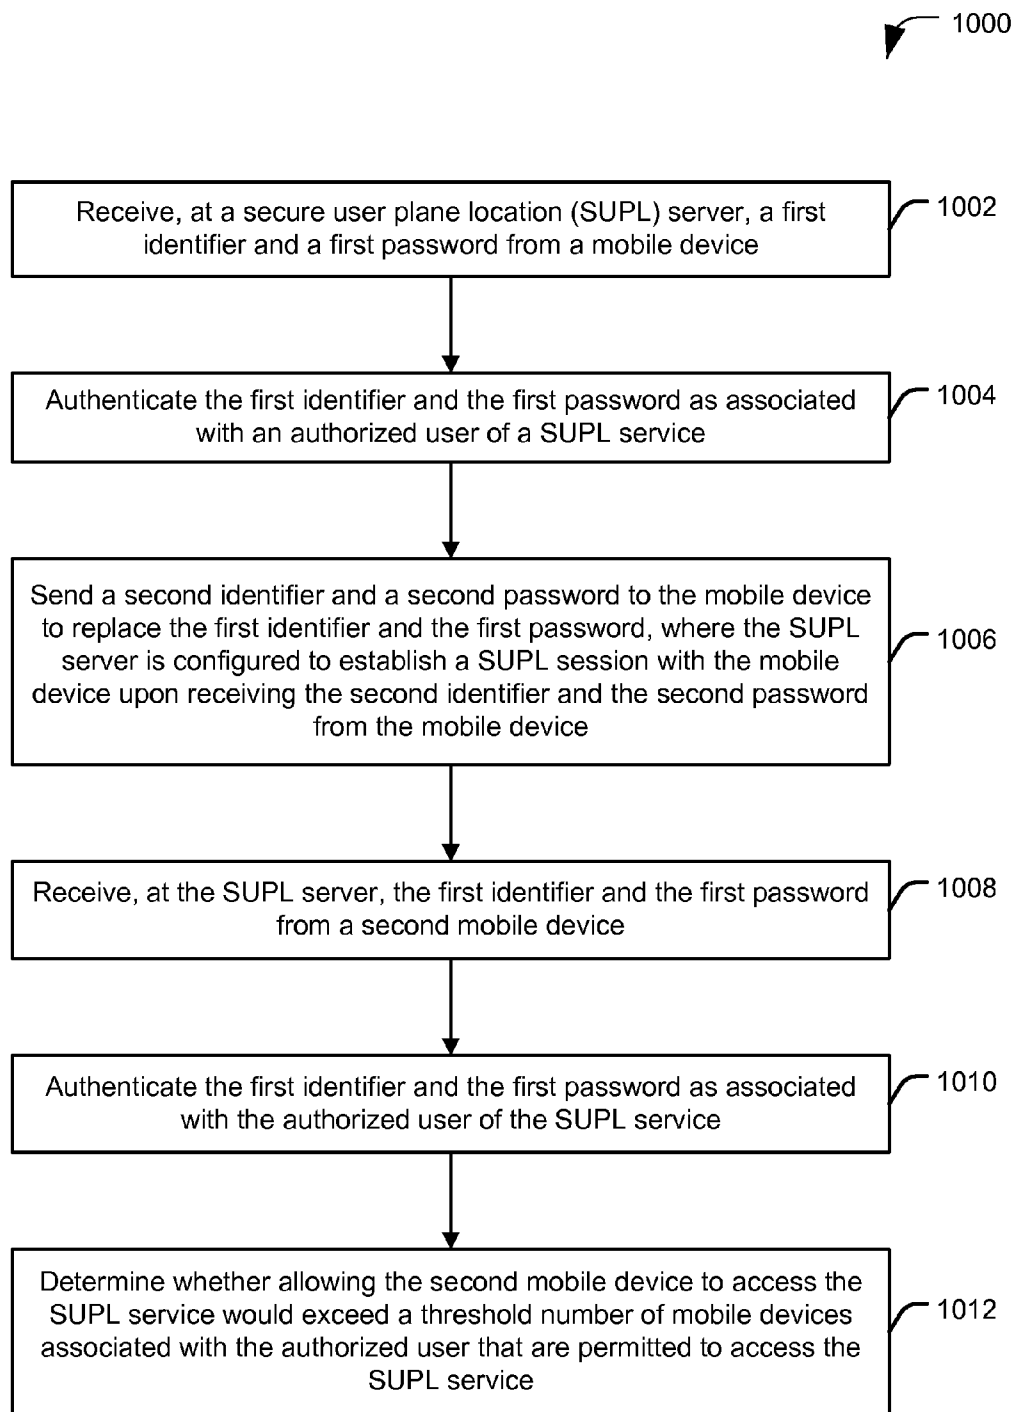 1000
Receive, at a secure user plane location (SUPL) server, a first
identifier and a first password from a mobile device
1002
Authenticate the first identifier and the first password as associated
with an authorized user of a SUPL service
1004
Send a second identifier and a second password to the mobile device
to replace the first identifier and the first password, where the SUPL
server is configured to establish a SUPL session with the mobile
device upon receiving the second identifier and the second password
from the mobile device
1006
Receive, at the SUPL server, the first identifier and the first password
from a second mobile device
1008
Authenticate the first identifier and the first password as associated
with the authorized user of the SUPL service
1010
Determine whether allowing the second mobile device to access the
SUPL service would exceed a threshold number of mobile devices
associated with the authorized user that are permitted to access the
SUPL service
1012